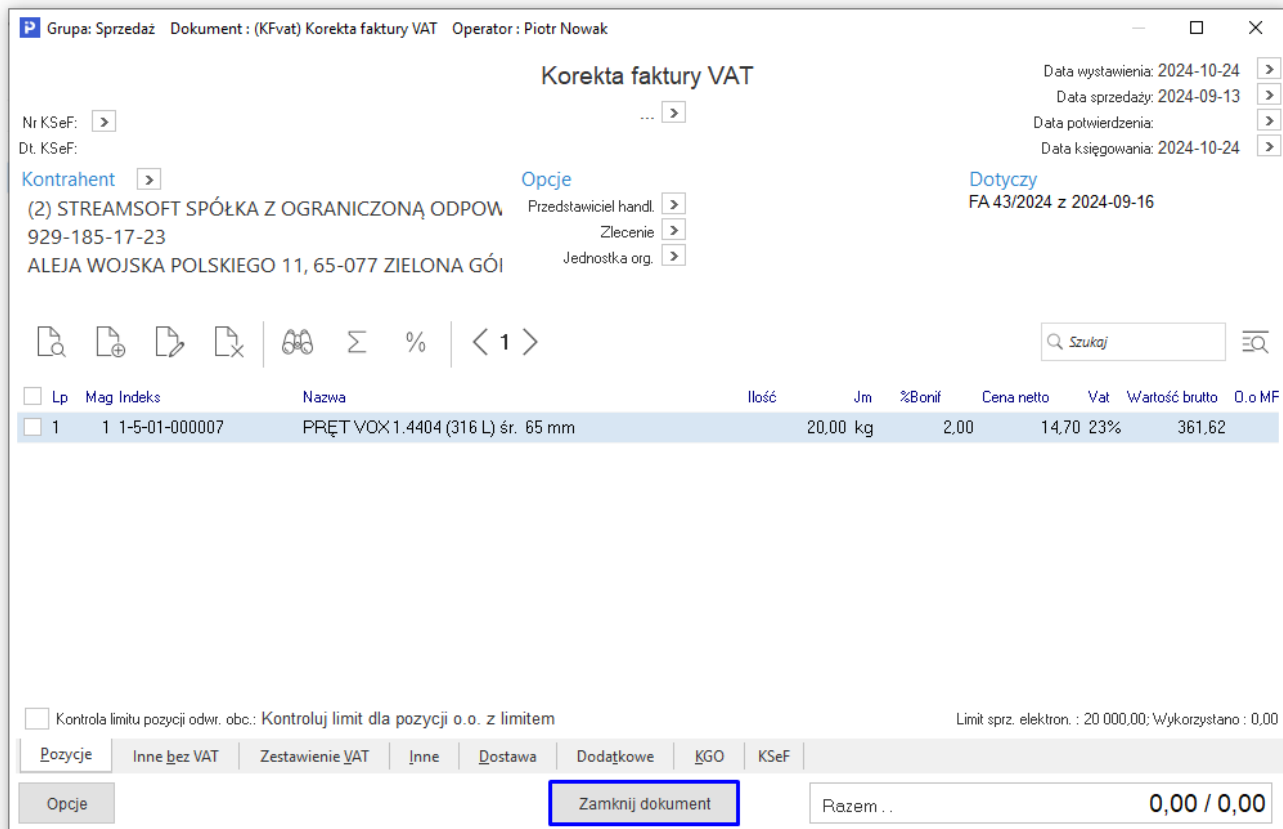 Grupa: Sprzedaż Dokument : (KFvat) Korekta faktury VAT Operator : Piotr Nowak
Korekta faktury VAT
...
Data wystawienia: 2024-10-24
Data sprzedaży: 2024-09-13
Data potwierdzenia:
Data księgowania: 2024-10-24
Nr KSeF:
Dt. KSeF:
Kontrahent
(2) STREAMSOFT SPÓŁKA Z OGRANICZONĄ ODPOW
929-185-17-23
ALEJA WOJSKA POLSKIEGO 11, 65-077 ZIELONA GÓ
Opcje
Przedstawiciel handl.
Zlecenie
Jednostka org.
Dotyczy
FA 43/2024 z 2024-09-16
% 1 Szukaj
Lp Mag Indeks Nazwa Ilość Jm %Bonif Cena netto Vat Wartość brutto O.o MF
1 1 1-5-01-000007 PRĘT VOX 1.4404 (316 L) śr. 65 mm 20,00 kg 2,00 14,70 23% 361,62
Kontrola limitu pozycji odwr. obc.: Kontroluj limit dla pozycji o.o. z limitem Limit sprz. elektron. : 20 000,00; Wykorzystano : 0,00
Pozycje Inne bez VAT Zestawienie VAT Inne Dostawa Dodatkowe KGO KSeF
Opcje Zamknij dokument Razem . . 0,00 / 0,00